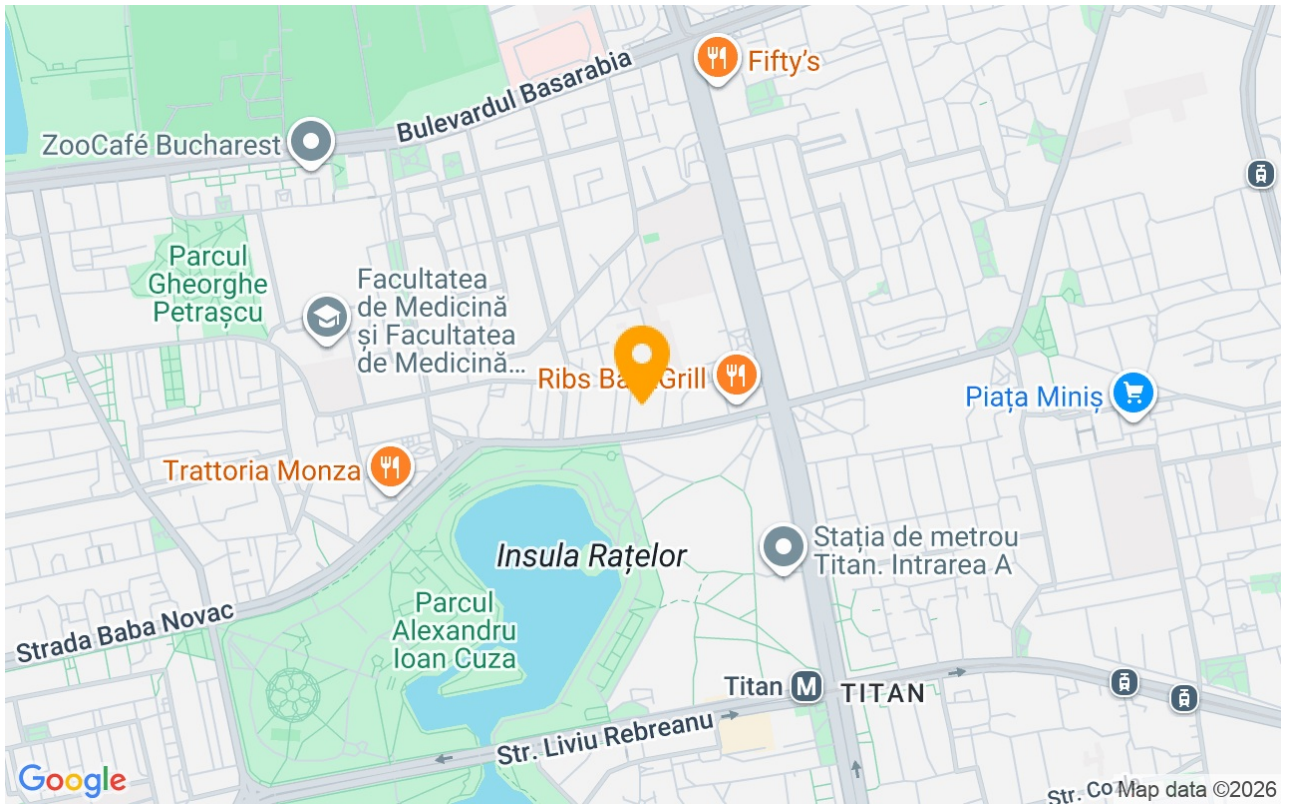 Fifty's
Bulevardul Basarabia
ZooCafé Bucharest
Parcul
Gheorghe
Petrașcu
Facultatea
de Medicină
și Facultatea
de Medicină...
Ribs Grill
Piața Miniș
Trattoria Monza
Insula Rațelor
Stația de metrou
Titan. Intrarea A
Parcul
Alexandru
Ioan Cuza
Strada Baba Novac
Titan M
TITAN
Str. Liviu Rebreanu
Google
Str.
Map data ©2026